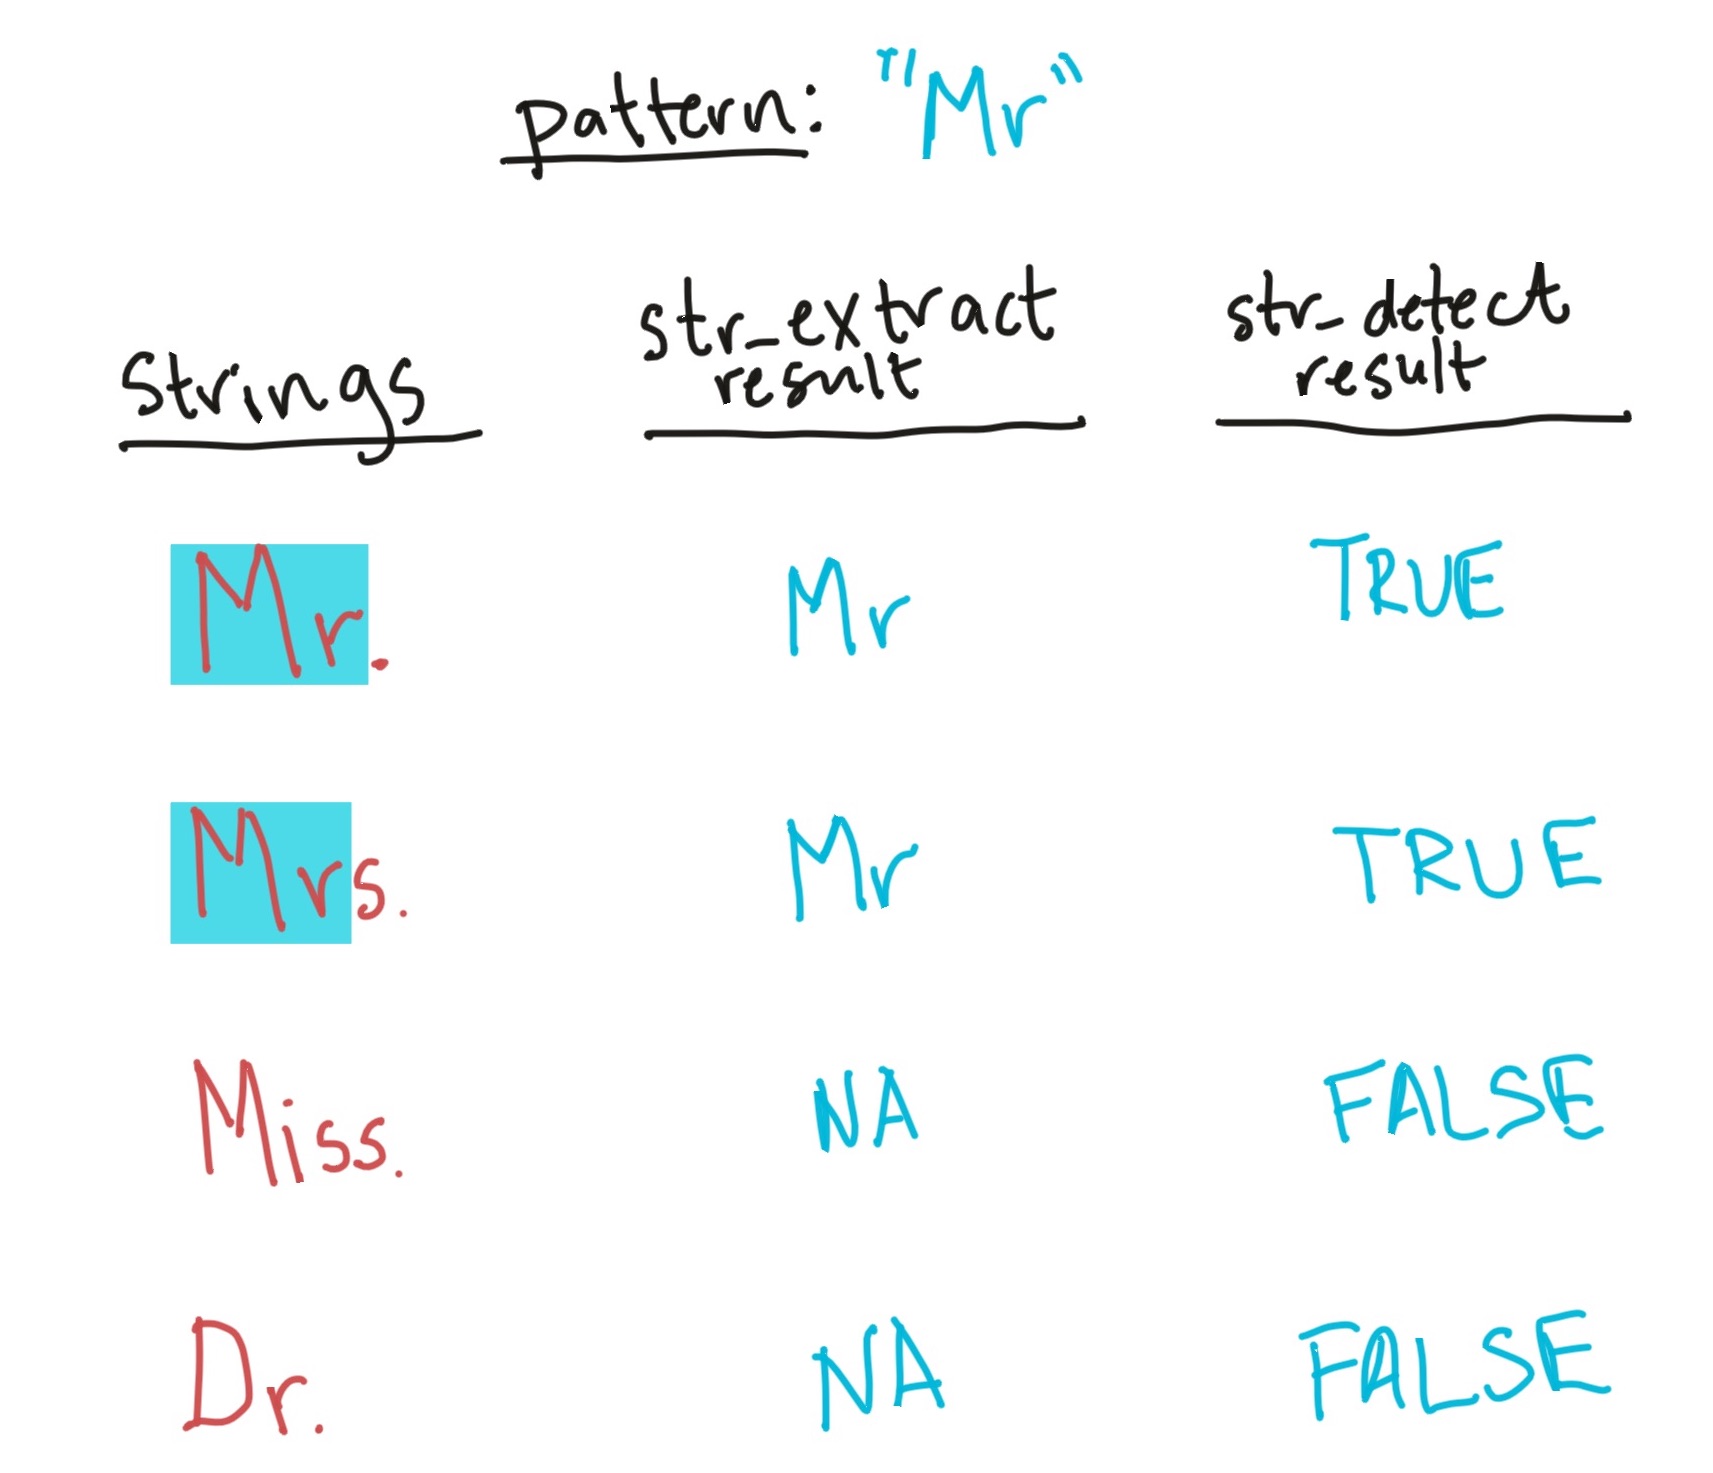 pattern: "Mr"
strings str_extract result str_detect result
Mr. Mr TRUE
Mrs. Mr TRUE
Miss. NA FALSE
Dr. NA FALSE